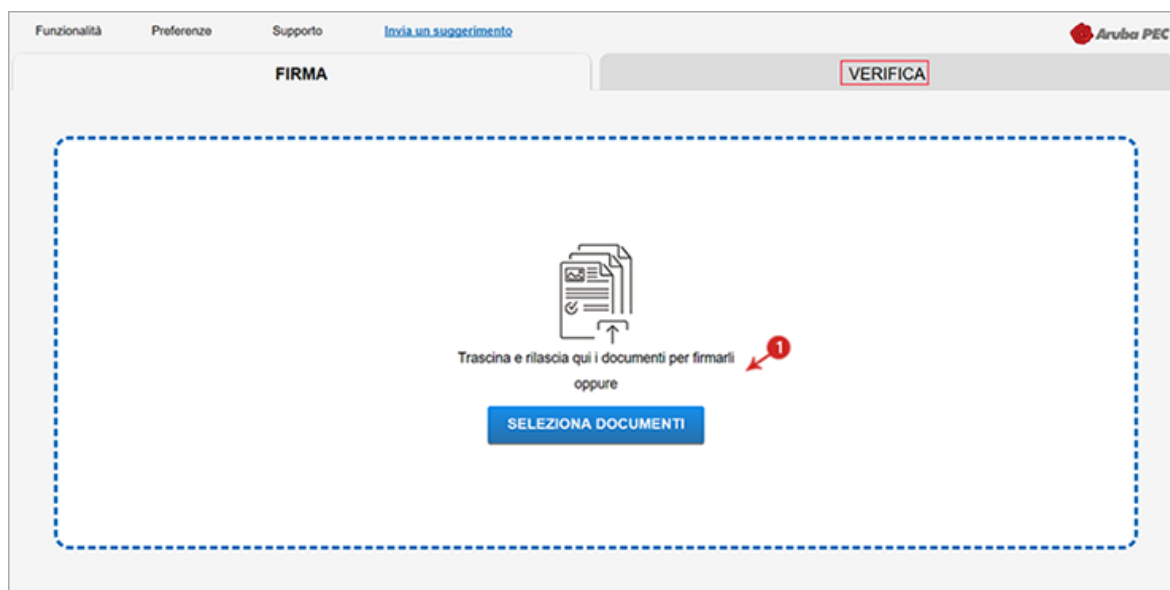 Funzionalità Preferenze Supporto Invia un suggerimento Aruba PEC
FIRMA VERIFICA
Trascina e rilascia qui i documenti per firmarli
1
oppure
SELEZIONA DOCUMENTI